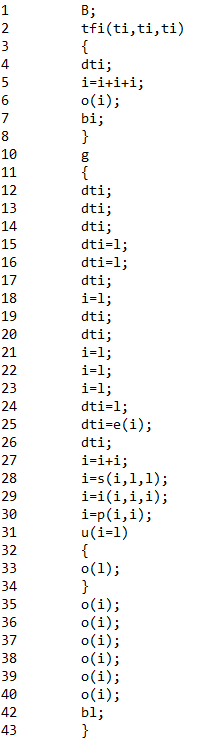 1 B;
2 tfi(ti,ti,ti)
3 {
4 dti;
5 i=i+i+i;
6 o(i);
7 bi;
8 }
10 g
11 {
12 dti;
13 dti;
14 dti;
15 dti=l;
16 dti=l;
17 dti;
18 i=l;
19 dti;
20 dti;
21 i=l;
22 i=l;
23 i=l;
24 dti=l;
25 dti=e(i);
26 dti;
27 i=i+i;
28 i=s(i,l,l);
29 i=i(i,i,i);
30 i=p(i,i);
31 u(i=l)
32 {
33 o(l);
34 }
35 o(i);
36 o(i);
37 o(i);
38 o(i);
39 o(i);
40 o(i);
42 bl;
43 }